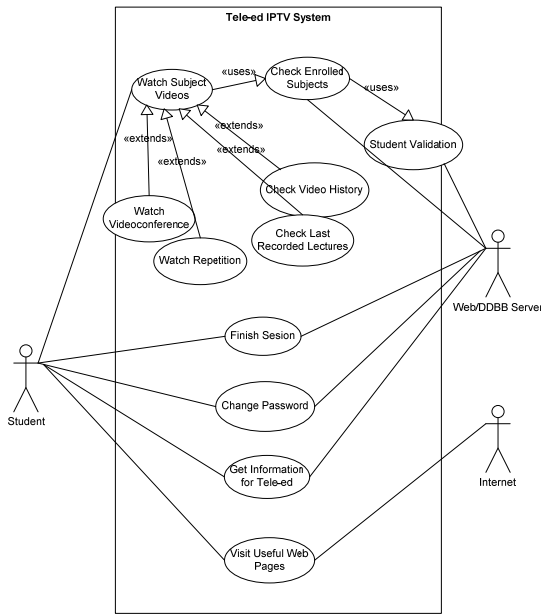 Tele-ed IPTV System
Watch Subject
Videos
«uses»
Check Enrolled
Subjects
«uses»
Student Validation
«extends»
«extends»
«extends»
«extends»
Check Video History
Watch
Videoconference
Check Last
Recorded Lectures
Watch Repetition
Web/DDBB Server
Finish Sesion
Student
Change Password
Get Information
for Tele-ed
Internet
Visit Useful Web
Pages